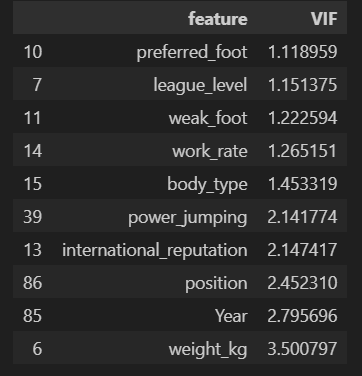 feature VIF
10 preferred_foot 1.118959
7 league_level 1.151375
11 weak_foot 1.222594
14 work_rate 1.265151
15 body_type 1.453319
39 power_jumping 2.141774
13 international_reputation 2.147417
86 position 2.452310
85 Year 2.795696
6 weight_kg 3.500797